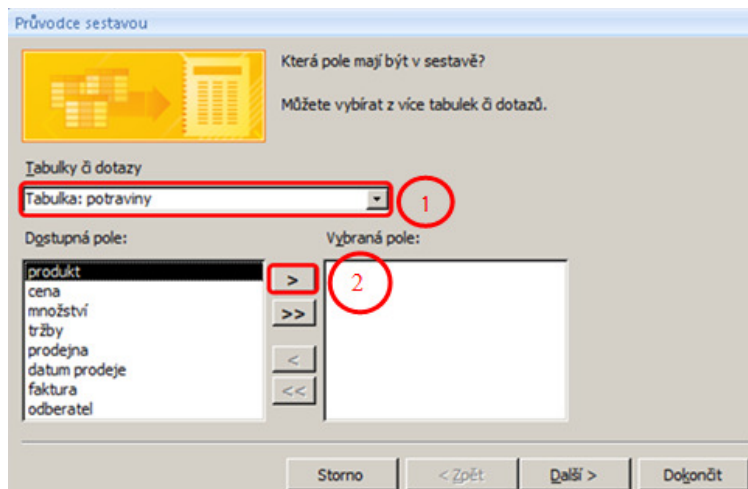 Průvodce sestavou
Která pole mají být v sestavě?
Můžete vybírat z více tabulek či dotazů.
Tabulky či dotazy
Tabulka: potraviny
1
Dostupná pole:
Vybraná pole:
produkt
cena
množství
tržby
prodejna
datum prodeje
faktura
odberatel
>
2
>>
<
<<
Storno
< Zpět
Další >
Dokončit